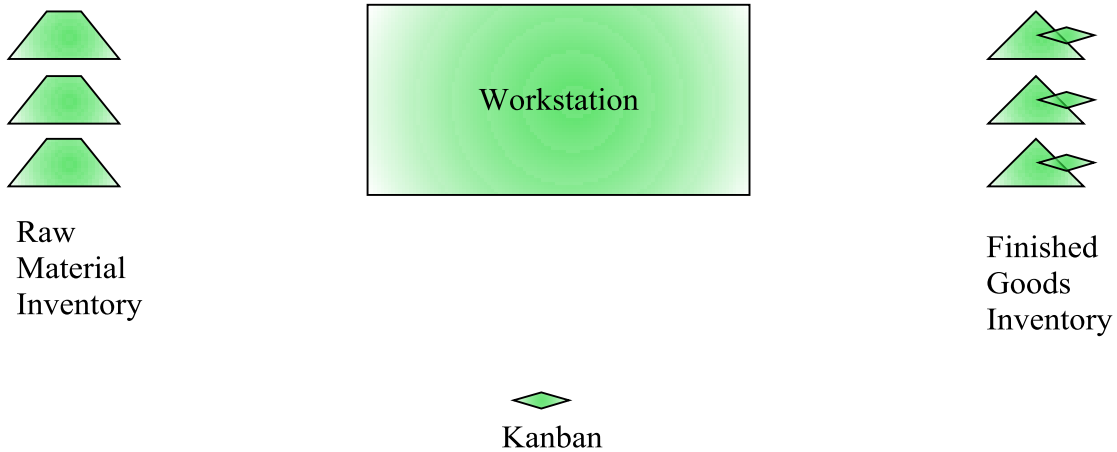 Workstation
Raw
Material
Inventory
Finished
Goods
Inventory
Kanban